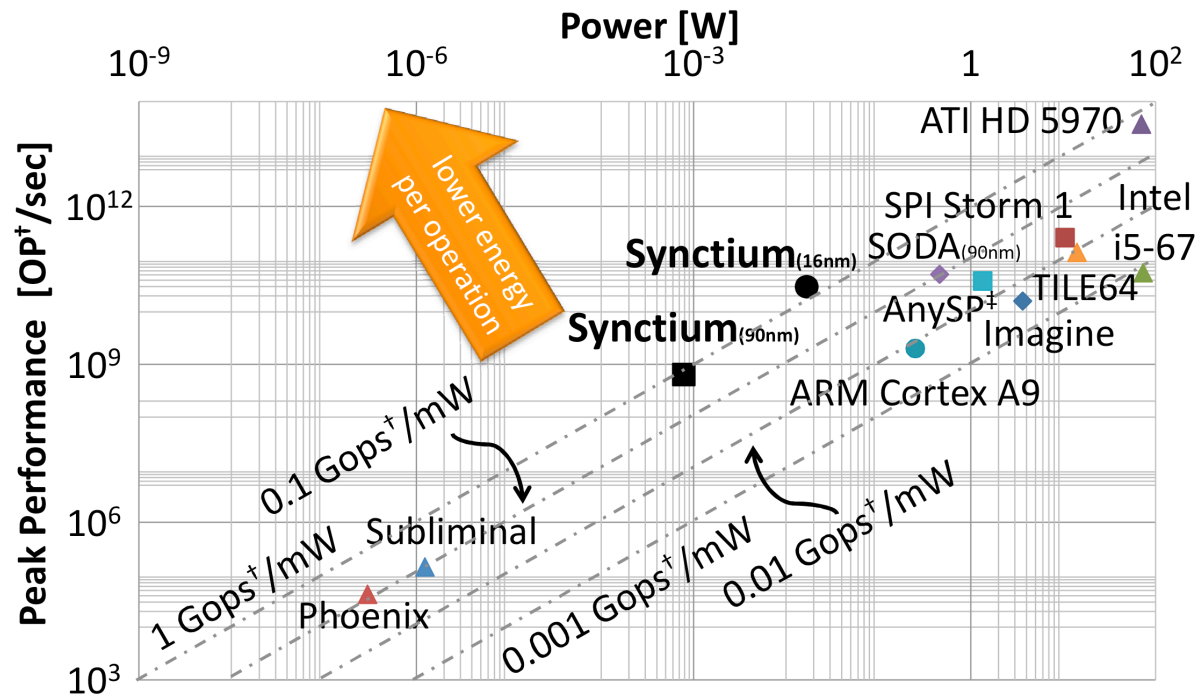 Power [W]
10-9 10-6 10-3 1 102
Peak Performance [OP†/sec]
1012
109
106
103
lower energy
per operation
ATI HD 5970
SPI Storm 1
Intel
i5-67
SODA(90nm)
Synctium(16nm)
TILE64
AnySP‡
Imagine
Synctium(90nm)
ARM Cortex A9
0.1 Gops†/mW
Subliminal
1 Gops†/mW
Phoenix
0.001 Gops†/mW
0.01 Gops†/mW